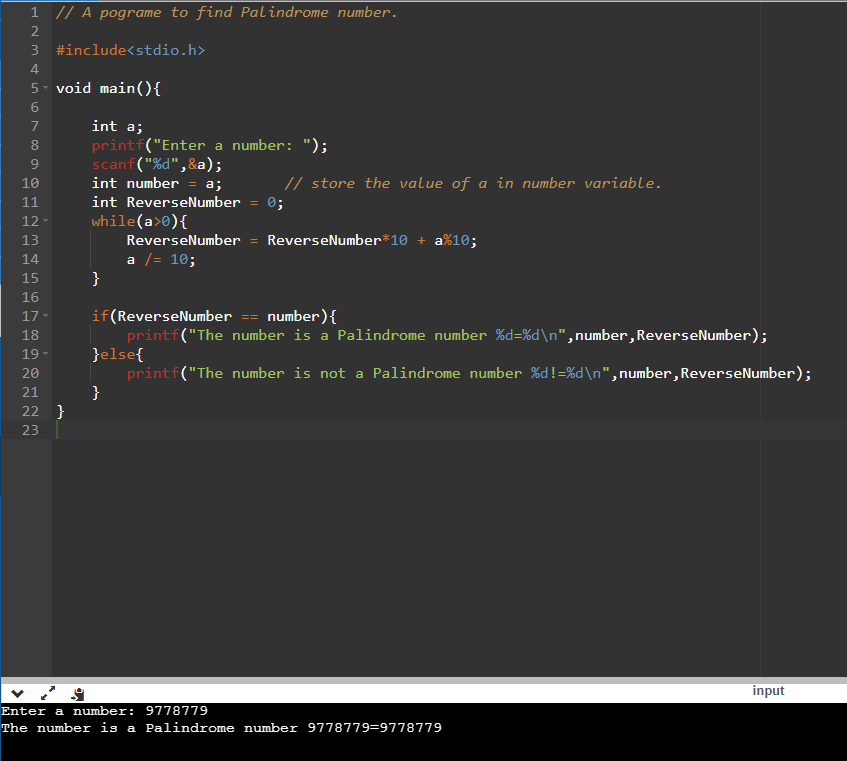 1 // A pograme to find Palindrome number.
2
3 #include<stdio.h>
4
5 void main(){
6
7     int a;
8     printf("Enter a number: ");
9     scanf("%d",&a);
10     int number = a;       // store the value of a in number variable.
11     int ReverseNumber = 0;
12     while(a>0){
13         ReverseNumber = ReverseNumber*10 + a%10;
14         a /= 10;
15     }
16
17     if(ReverseNumber == number){
18         printf("The number is a Palindrome number %d=%d\n",number,ReverseNumber);
19     }else{
20         printf("The number is not a Palindrome number %d!=%d\n",number,ReverseNumber);
21     }
22 }
23
input
Enter a number: 9778779
The number is a Palindrome number 9778779=9778779